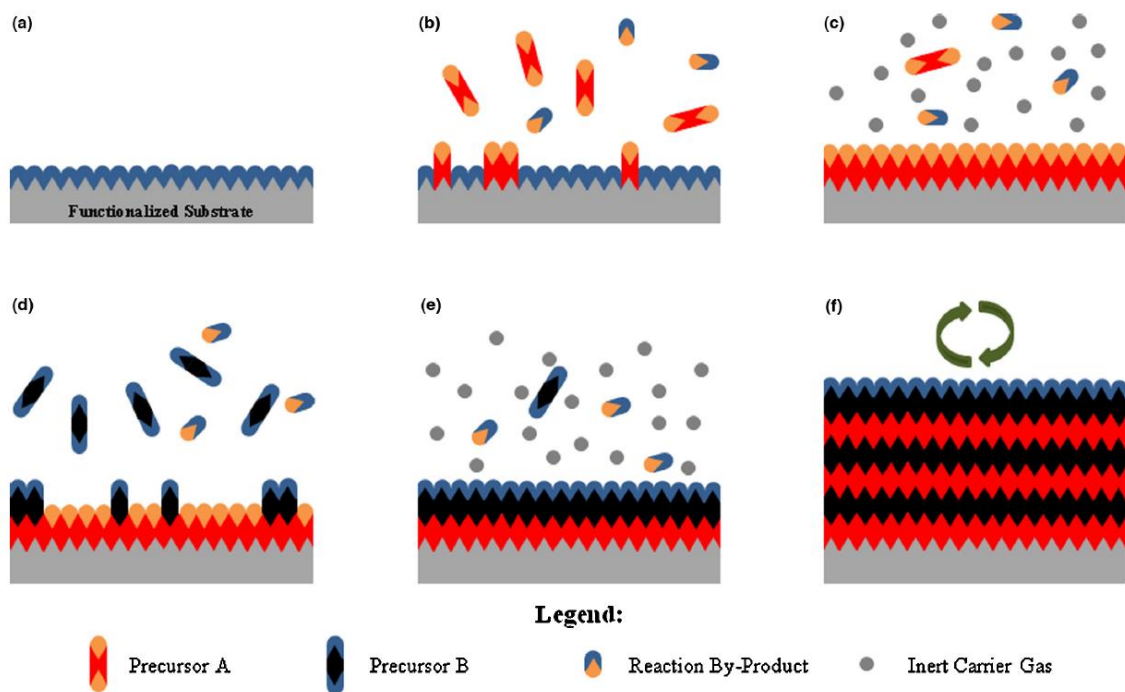 (a)
(b)
(c)
Functionalized Substrate
(d)
(e)
(f)
Legend:
Precursor A
Precursor B
Reaction By-Product
Inert Carrier Gas